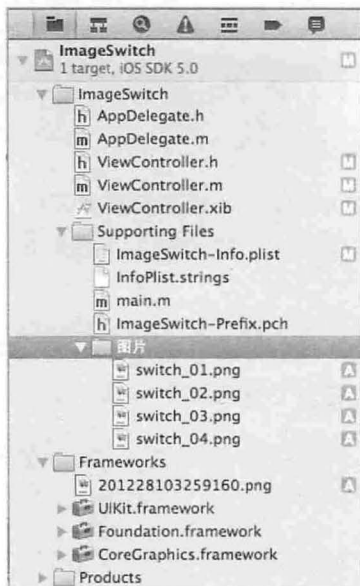 ImageSwitch
1 target, iOS SDK 5.0
M
ImageSwitch
AppDelegate.h
AppDelegate.m
ViewController.h
M
ViewController.m
M
ViewController.xib
M
Supporting Files
ImageSwitch-Info.plist
M
InfoPlist.strings
main.m
ImageSwitch-Prefix.pch
图片
switch_01.png
A
switch_02.png
A
switch_03.png
A
switch_04.png
A
Frameworks
201228103259160.png
A
UIKit.framework
Foundation.framework
CoreGraphics.framework
Products